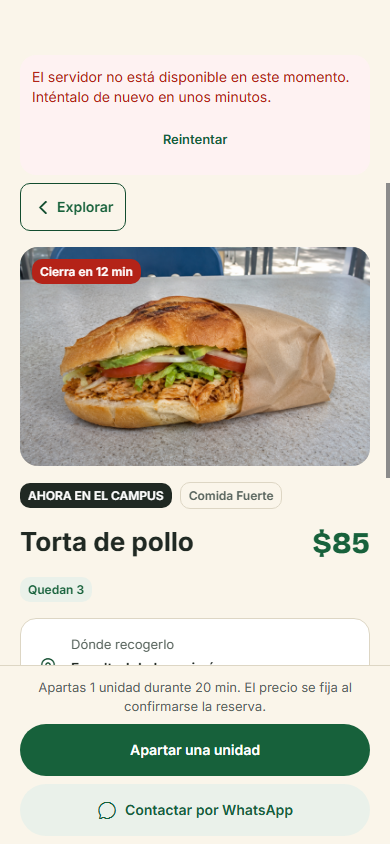 El servidor no está disponible en este momento.
Inténtalo de nuevo en unos minutos.
Reintentar
Explorar
Cierra en 12 min
AHORA EN EL CAMPUS
Comida Fuerte
Torta de pollo
$85
Quedan 3
Dónde recogerlo
Apartas 1 unidad durante 20 min. El precio se fija al
confirmarse la reserva.
Apartar una unidad
Contactar por WhatsApp